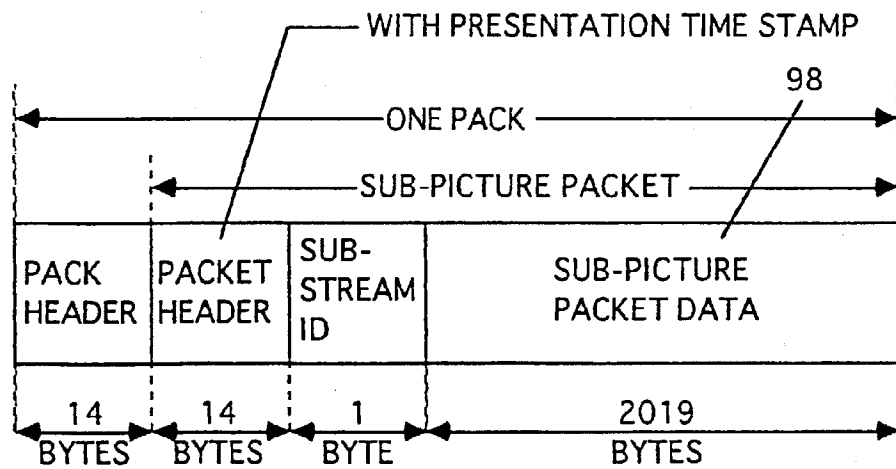 WITH PRESENTATION TIME STAMP
98
ONE PACK
SUB-PICTURE PACKET
PACK
HEADER
PACKET
HEADER
SUB-
STREAM
ID
SUB-PICTURE
PACKET DATA
14
BYTES
14
BYTES
1
BYTE
2019
BYTES